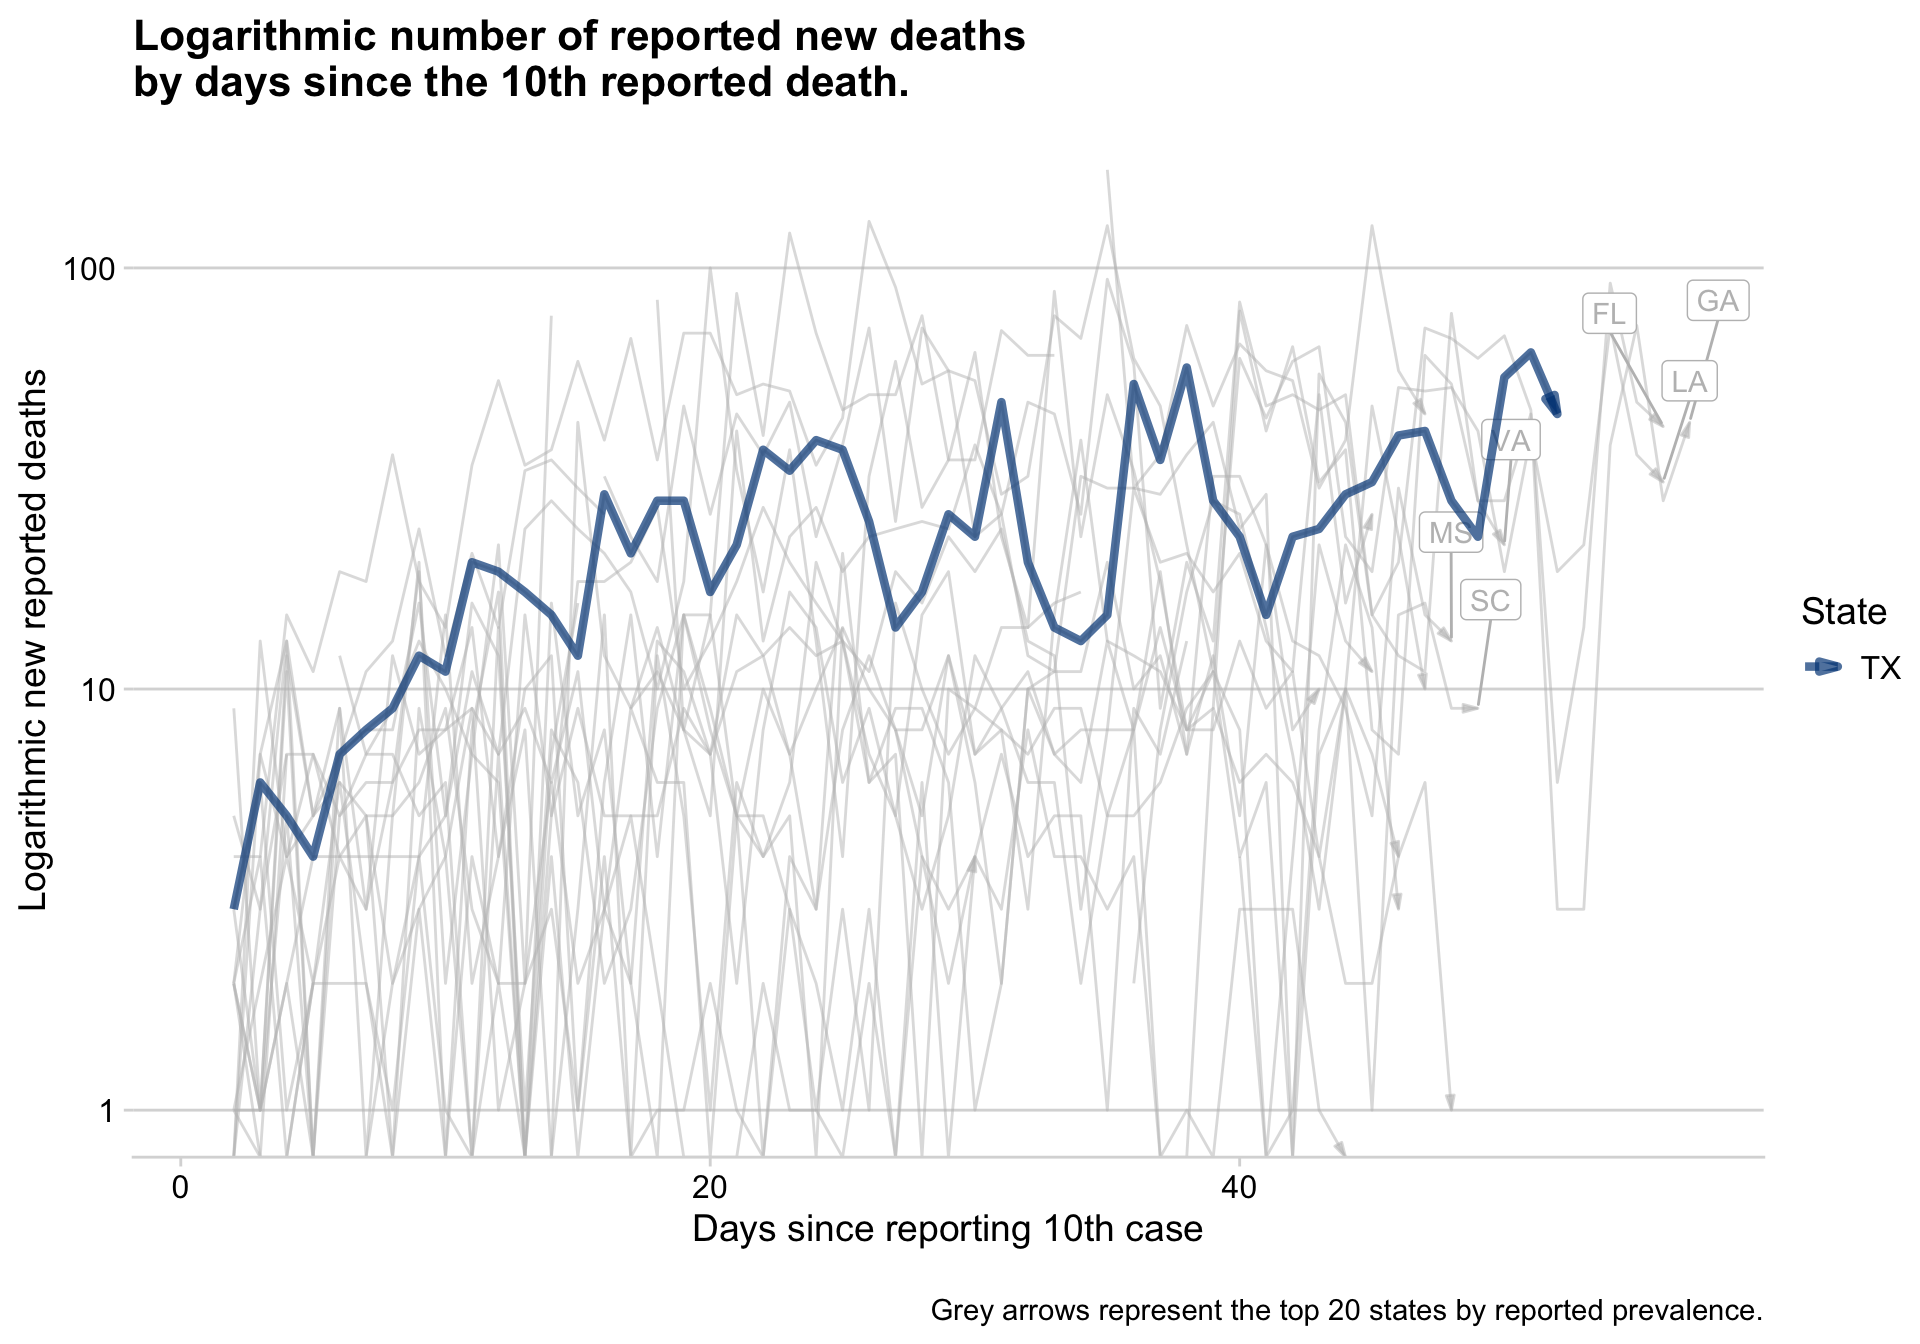 Logarithmic number of reported new deaths
by days since the 10th reported death.
Logarithmic new reported deaths
100
10
1
FL
GA
LA
VA
MS
SC
State
TX
0
20
40
Days since reporting 10th case
Grey arrows represent the top 20 states by reported prevalence.